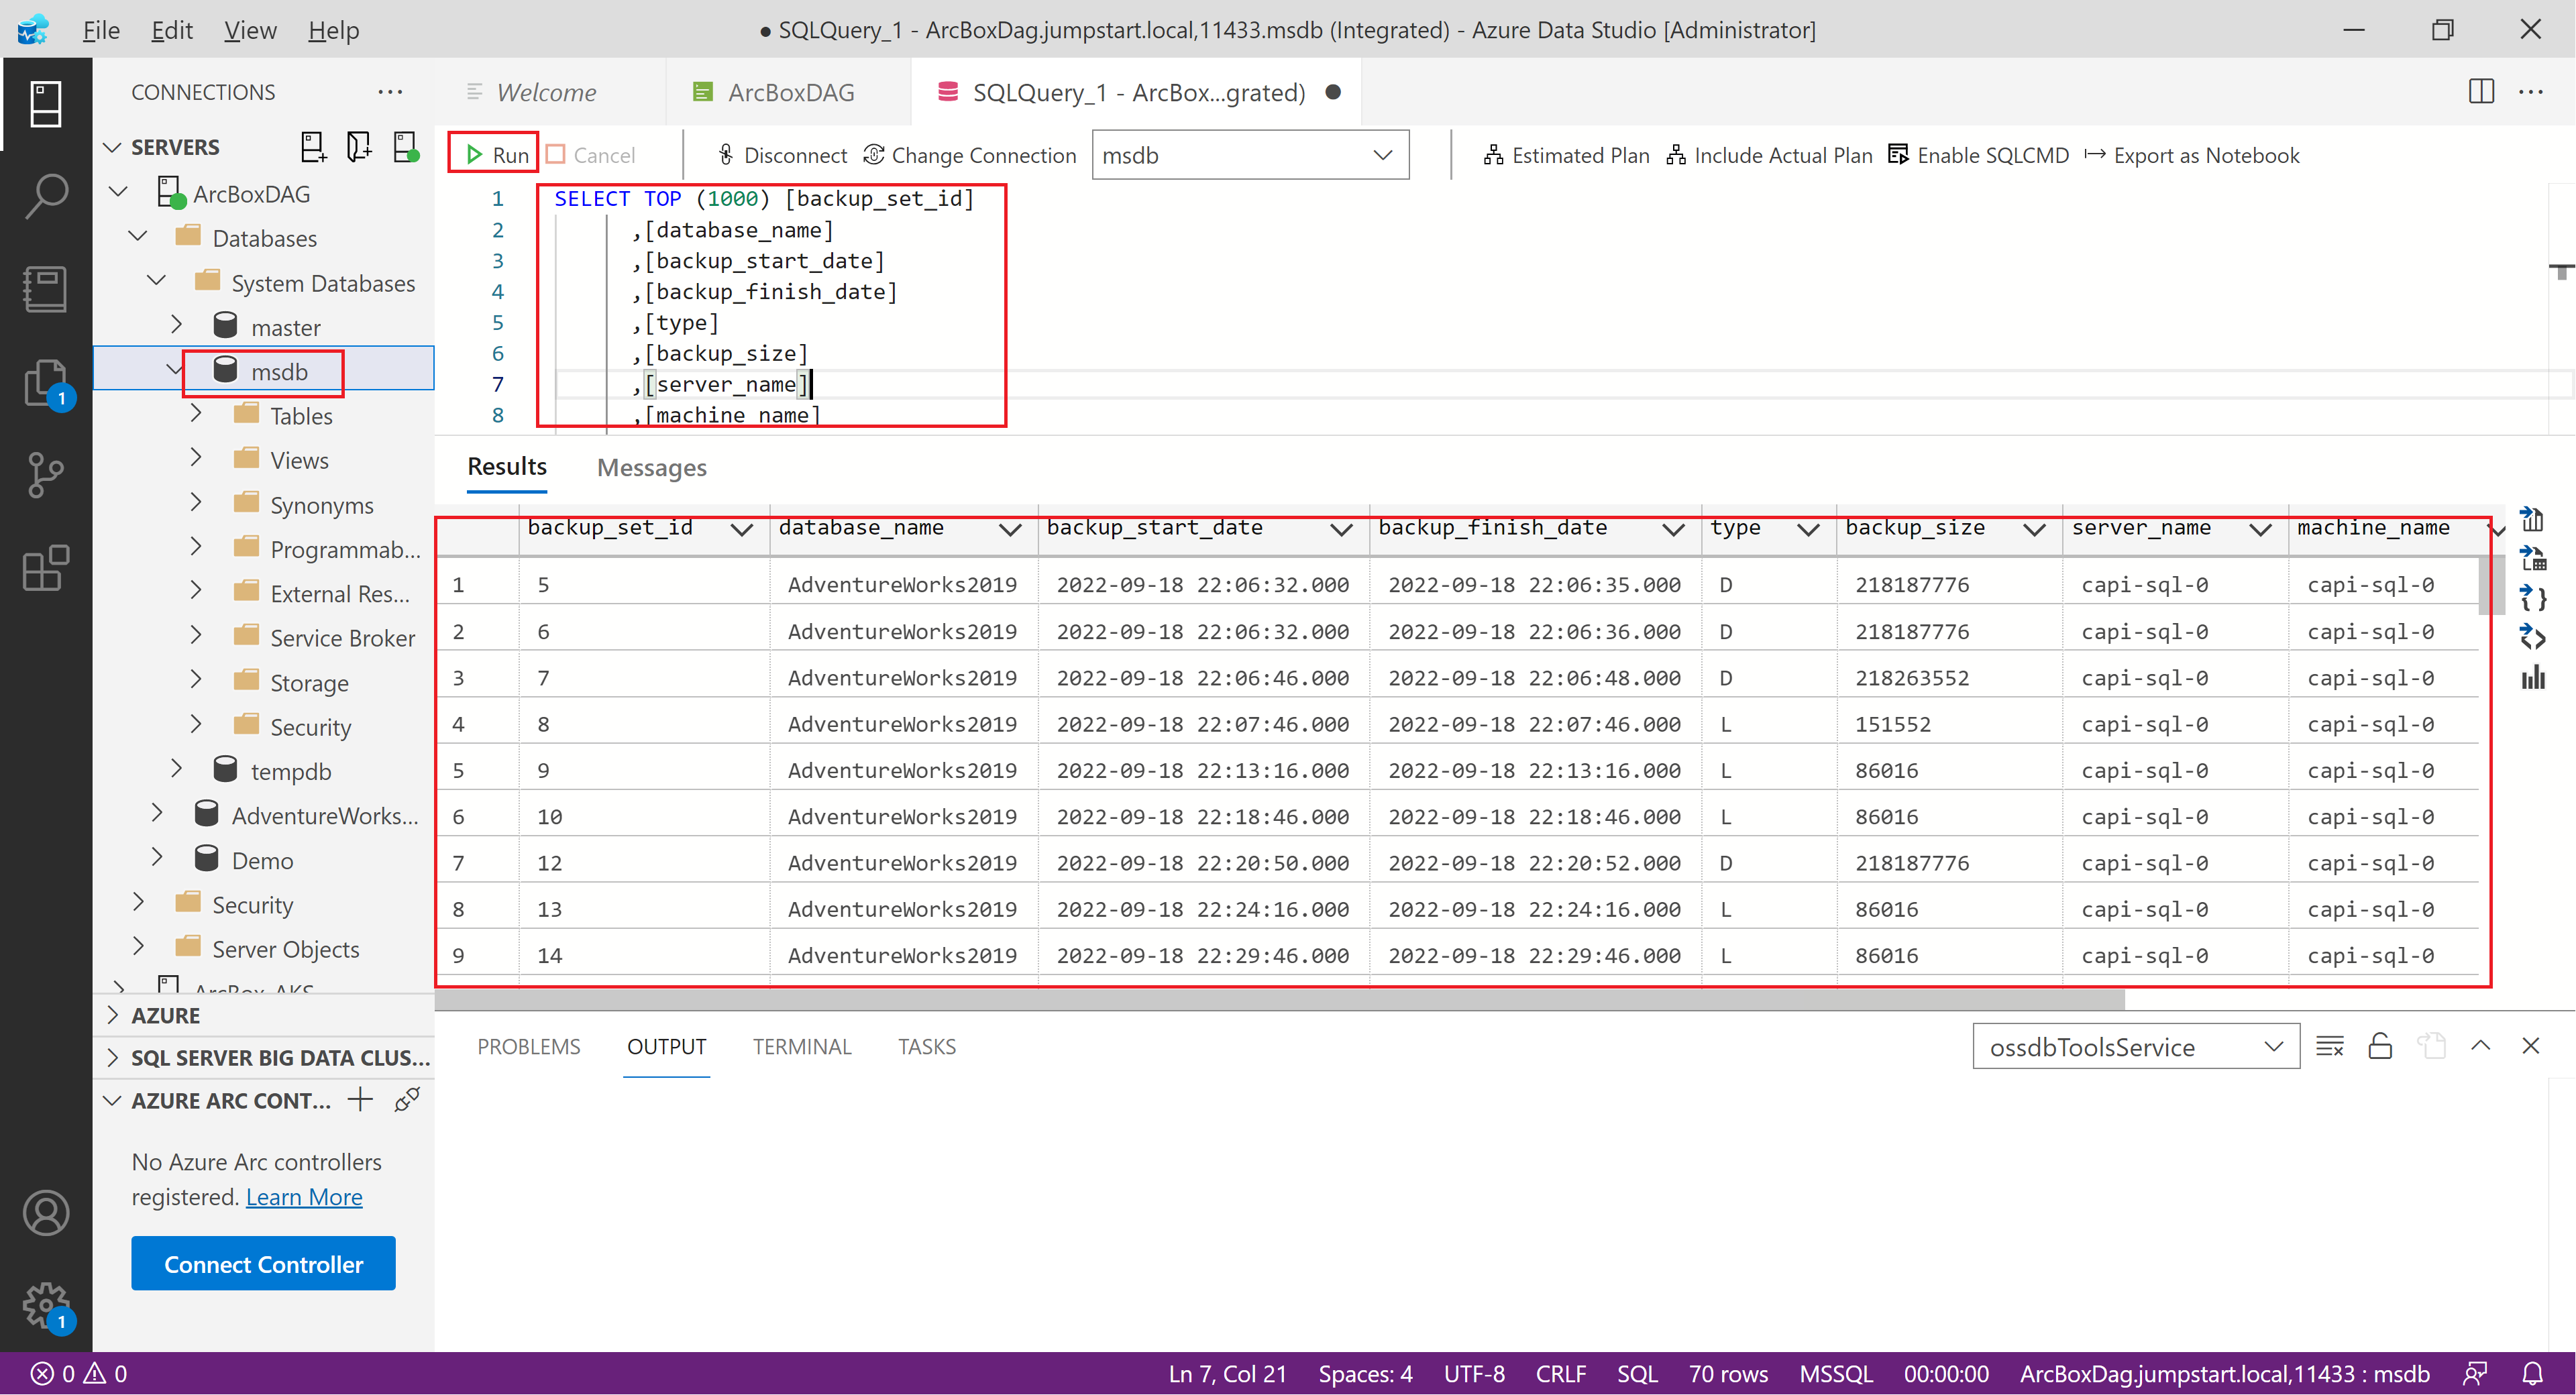 File Edit View Help
● SQLQuery_1 - ArcBoxDag.jumpstart.local,11433.msdb (Integrated) - Azure Data Studio [Administrator]
CONNECTIONS
Welcome
ArcBoxDAG
SQLQuery_1 - ArcBox...grated)
SERVERS
Run
Cancel
Disconnect
Change Connection
msdb
Estimated Plan
Include Actual Plan
Enable SQLCMD
Export as Notebook
ArcBoxDAG
Databases
System Databases
master
msdb
Tables
Views
Synonyms
Programmab...
External Res...
Service Broker
Storage
Security
tempdb
AdventureWorks...
Demo
Security
Server Objects
ArcBox-AKS
1 SELECT TOP (1000) [backup_set_id]
2 ,[database_name]
3 ,[backup_start_date]
4 ,[backup_finish_date]
5 ,[type]
6 ,[backup_size]
7 ,[server_name]
8 ,[machine_name]
Results Messages
backup_set_id database_name backup_start_date backup_finish_date type backup_size server_name machine_name
1 5 AdventureWorks2019 2022-09-18 22:06:32.000 2022-09-18 22:06:35.000 D 218187776 capi-sql-0 capi-sql-0
2 6 AdventureWorks2019 2022-09-18 22:06:32.000 2022-09-18 22:06:36.000 D 218187776 capi-sql-0 capi-sql-0
3 7 AdventureWorks2019 2022-09-18 22:06:46.000 2022-09-18 22:06:48.000 D 218263552 capi-sql-0 capi-sql-0
4 8 AdventureWorks2019 2022-09-18 22:07:46.000 2022-09-18 22:07:46.000 L 151552 capi-sql-0 capi-sql-0
5 9 AdventureWorks2019 2022-09-18 22:13:16.000 2022-09-18 22:13:16.000 L 86016 capi-sql-0 capi-sql-0
6 10 AdventureWorks2019 2022-09-18 22:18:46.000 2022-09-18 22:18:46.000 L 86016 capi-sql-0 capi-sql-0
7 12 AdventureWorks2019 2022-09-18 22:20:50.000 2022-09-18 22:20:52.000 D 218187776 capi-sql-0 capi-sql-0
8 13 AdventureWorks2019 2022-09-18 22:24:16.000 2022-09-18 22:24:16.000 L 86016 capi-sql-0 capi-sql-0
9 14 AdventureWorks2019 2022-09-18 22:29:46.000 2022-09-18 22:29:46.000 L 86016 capi-sql-0 capi-sql-0
AZURE
SQL SERVER BIG DATA CLUS...
AZURE ARC CONT...
No Azure Arc controllers
registered. Learn More
Connect Controller
PROBLEMS OUTPUT TERMINAL TASKS
ossdbToolsService
1
1
0 0
Ln 7, Col 21 Spaces: 4 UTF-8 CRLF SQL 70 rows MSSQL 00:00:00 ArcBoxDag.jumpstart.local,11433 : msdb